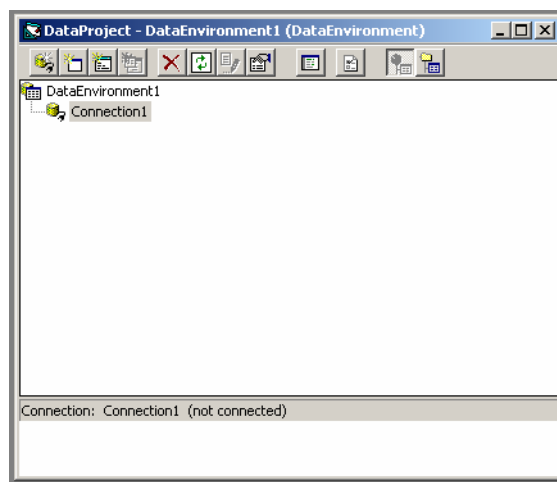 DataProject - DataEnvironment1 (DataEnvironment)
DataEnvironment1
Connection1
Connection: Connection1 (not connected)